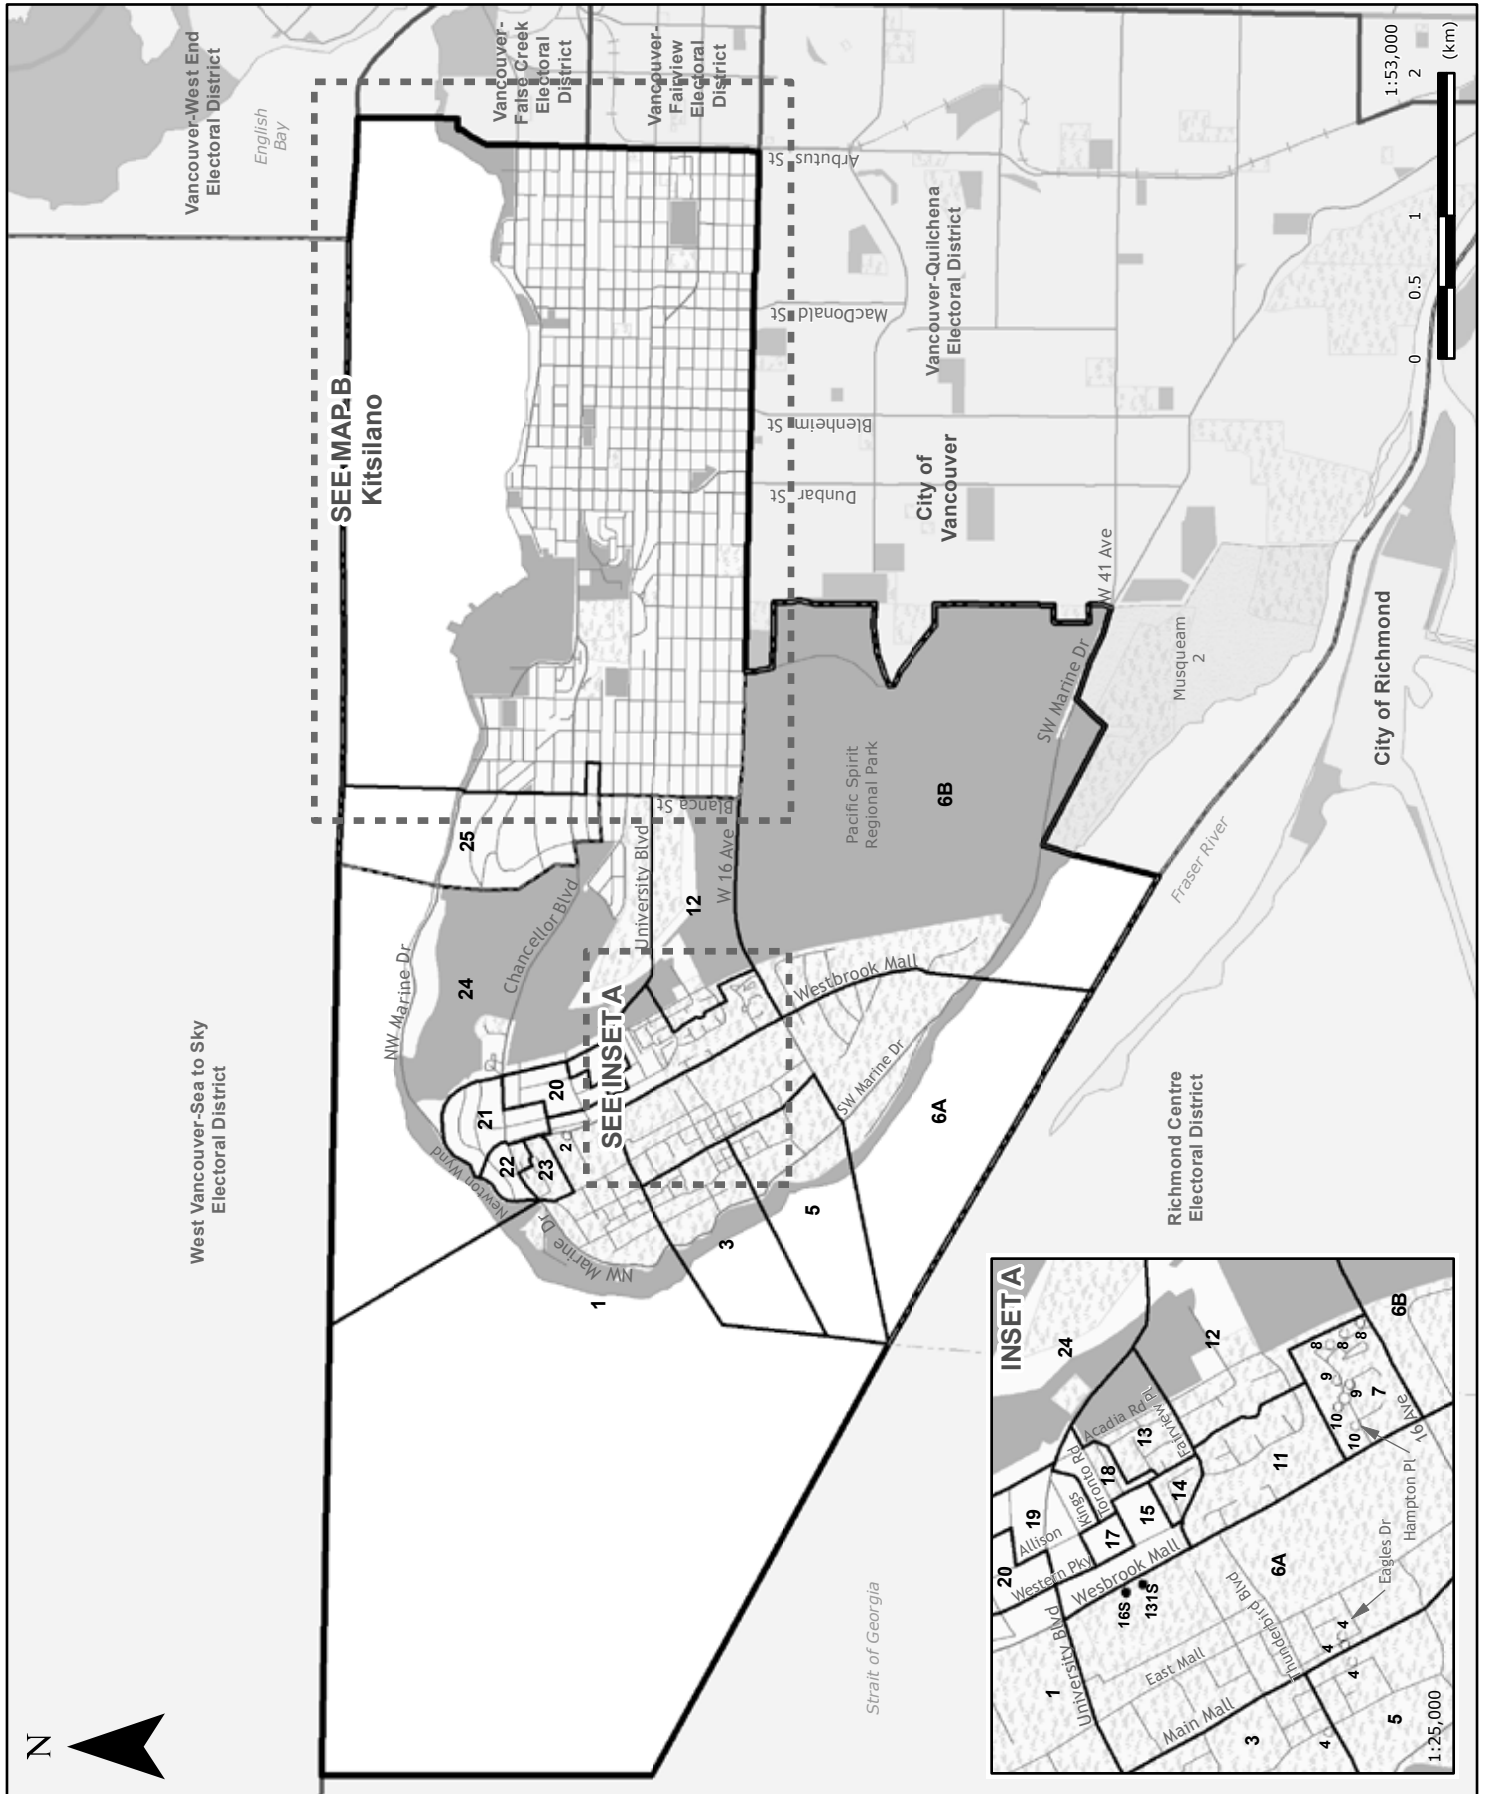 N
West Vancouver-Sea to Sky
Electoral District
Vancouver-West End
Electoral District
English
Bay
SEE MAP B
Kitsilano
Vancouver-
False Creek
Electoral
District
Vancouver-
Fairview
Electoral
District
NW Marine Dr
25
24
Chancellor Blvd
University Blvd
Blanca St
12
W 16 Ave
21
20
22
23
2
Newton Wynd
NW Marine Dr
SEE INSET A
1
3
5
Westbrook Mall
SW Marine Dr
6A
Pacific Spirit
Regional Park
6B
SW Marine Dr
W 41 Ave
Arbutus St
MacDonald St
Blenheim St
Dunbar St
Vancouver-Quilchena
Electoral District
City of
Vancouver
Musqueam
2
Fraser River
City of Richmond
Richmond Centre
Electoral District
Strait of Georgia
1:53,000
0
0.5
1
2
(km)
INSET A
24
12
20
19
Allison
Kings
Toronto Rd
Acadia Rd
Fairview Pl
18
13
Western Pky
17
15
14
Wesbrook Mall
16S
131S
11
8
8
8
9
9
7
10
10
6B
16 Ave
Hampton Pl
1
University Blvd
East Mall
Main Mall
Thunderbird Blvd
6A
Eagles Dr
4
4
4
4
3
5
1:25,000